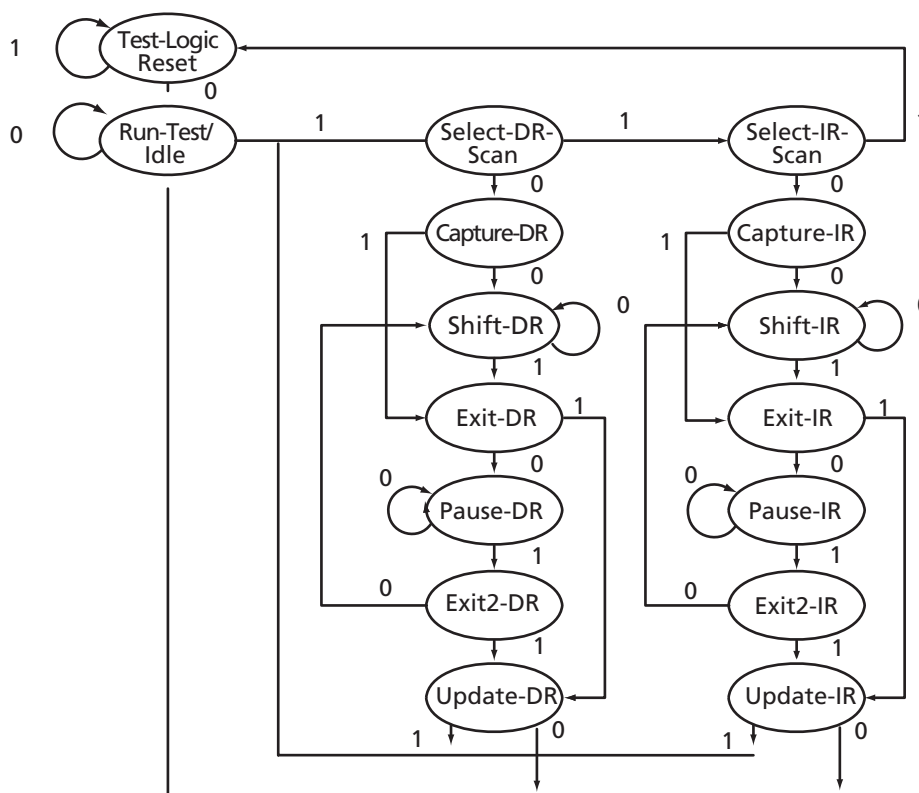 1
Test-Logic
Reset
0
0
Run-Test/
Idle
1
Select-DR-
Scan
1
Select-IR-
Scan
0
0
1
Capture-DR
1
Capture-IR
0
0
Shift-DR
0
Shift-IR
1
1
Exit-DR
1
Exit-IR
1
0
0
0
Pause-DR
0
Pause-IR
1
1
0
Exit2-DR
0
Exit2-IR
1
1
Update-DR
Update-IR
1
0
1
0